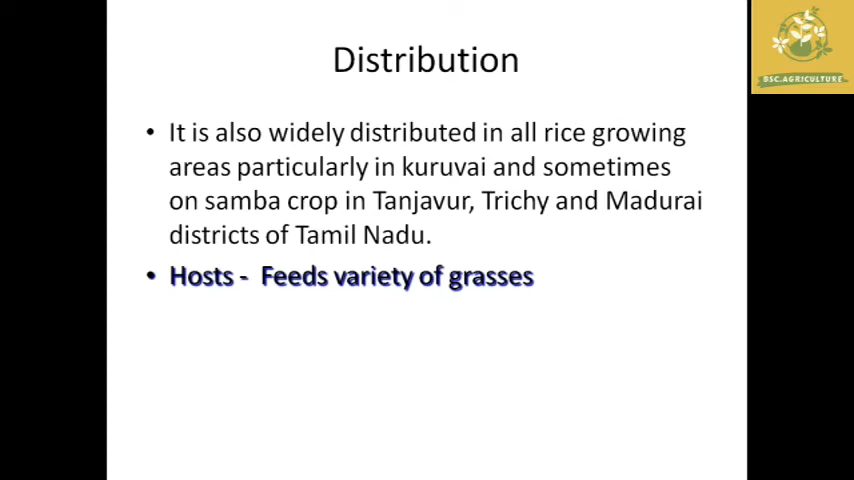 Distribution
BSC.AGRICULTURE
• It is also widely distributed in all rice growing
areas particularly in kuruvai and sometimes
on samba crop in Tanjavur, Trichy and Madurai
districts of Tamil Nadu.
• Hosts - Feeds variety of grasses